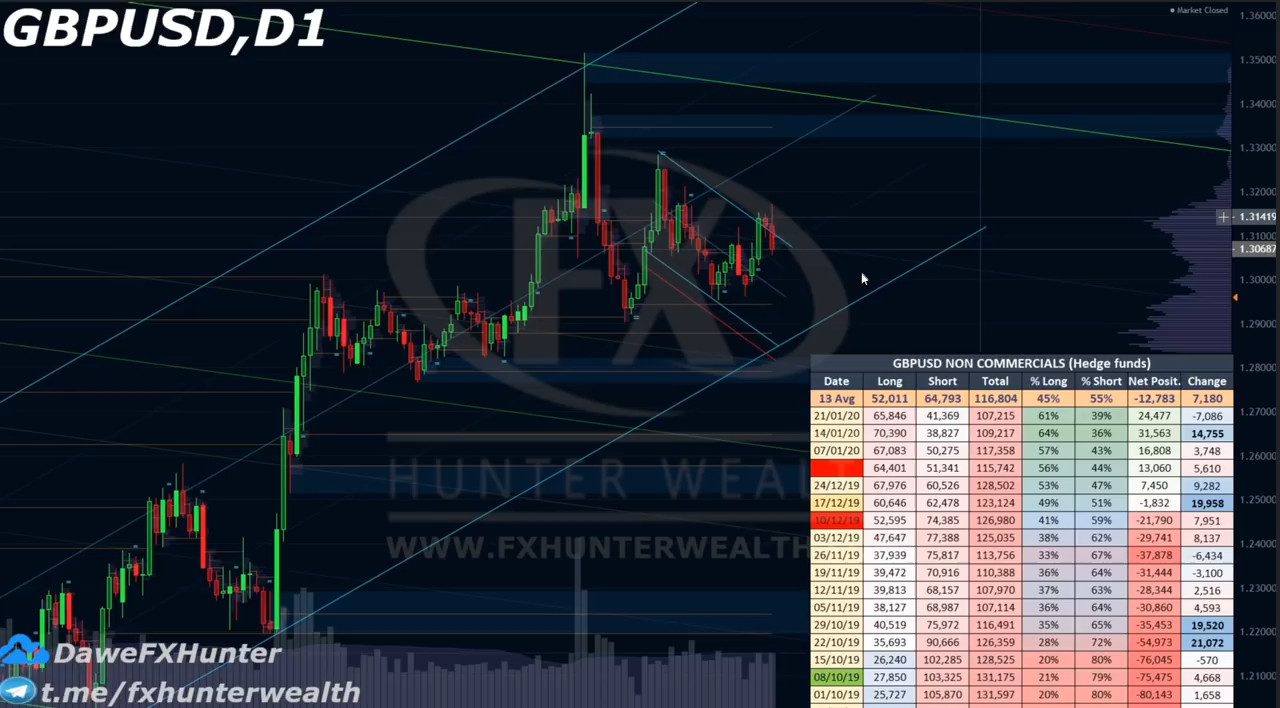 GBPUSD,D1
Market Closed
1.36000
1.35000
1.34000
1.33000
1.32000
1.31419
1.31000
1.30687
1.30000
1.29000
1.28000
1.27000
1.26000
1.25000
1.24000
1.23000
1.22000
1.21000
FX
HUNTER WEALT
WWW.FXHUNTERWEALTH
GBPUSD NON COMMERCIALS (Hedge funds)
Date Long Short Total % Long % Short Net Posit. Change
13 Avg 52,011 64,793 116,804 45% 55% -12,783 7,180
21/01/20 65,846 41,369 107,215 61% 39% 24,477 -7,086
14/01/20 70,390 38,827 109,217 64% 36% 31,563 14,755
07/01/20 67,083 50,275 117,358 57% 43% 16,808 3,748
64,401 51,341 115,742 56% 44% 13,060 5,610
24/12/19 67,976 60,526 128,502 53% 47% 7,450 9,282
17/12/19 60,646 62,478 123,124 49% 51% -1,832 19,958
10/12/19 52,595 74,385 126,980 41% 59% -21,790 7,951
03/12/19 47,647 77,388 125,035 38% 62% -29,741 8,137
26/11/19 37,939 75,817 113,756 33% 67% -37,878 -6,434
19/11/19 39,472 70,916 110,388 36% 64% -31,444 -3,100
12/11/19 39,813 68,157 107,970 37% 63% -28,344 2,516
05/11/19 38,127 68,987 107,114 36% 64% -30,860 4,593
29/10/19 40,519 75,972 116,491 35% 65% -35,453 19,520
22/10/19 35,693 90,666 126,359 28% 72% -54,973 21,072
15/10/19 26,240 102,285 128,525 20% 80% -76,045 -570
08/10/19 27,850 103,325 131,175 21% 79% -75,475 4,668
01/10/19 25,727 105,870 131,597 20% 80% -80,143 1,658
DaweFXHunter
t.me/fxhunterwealth